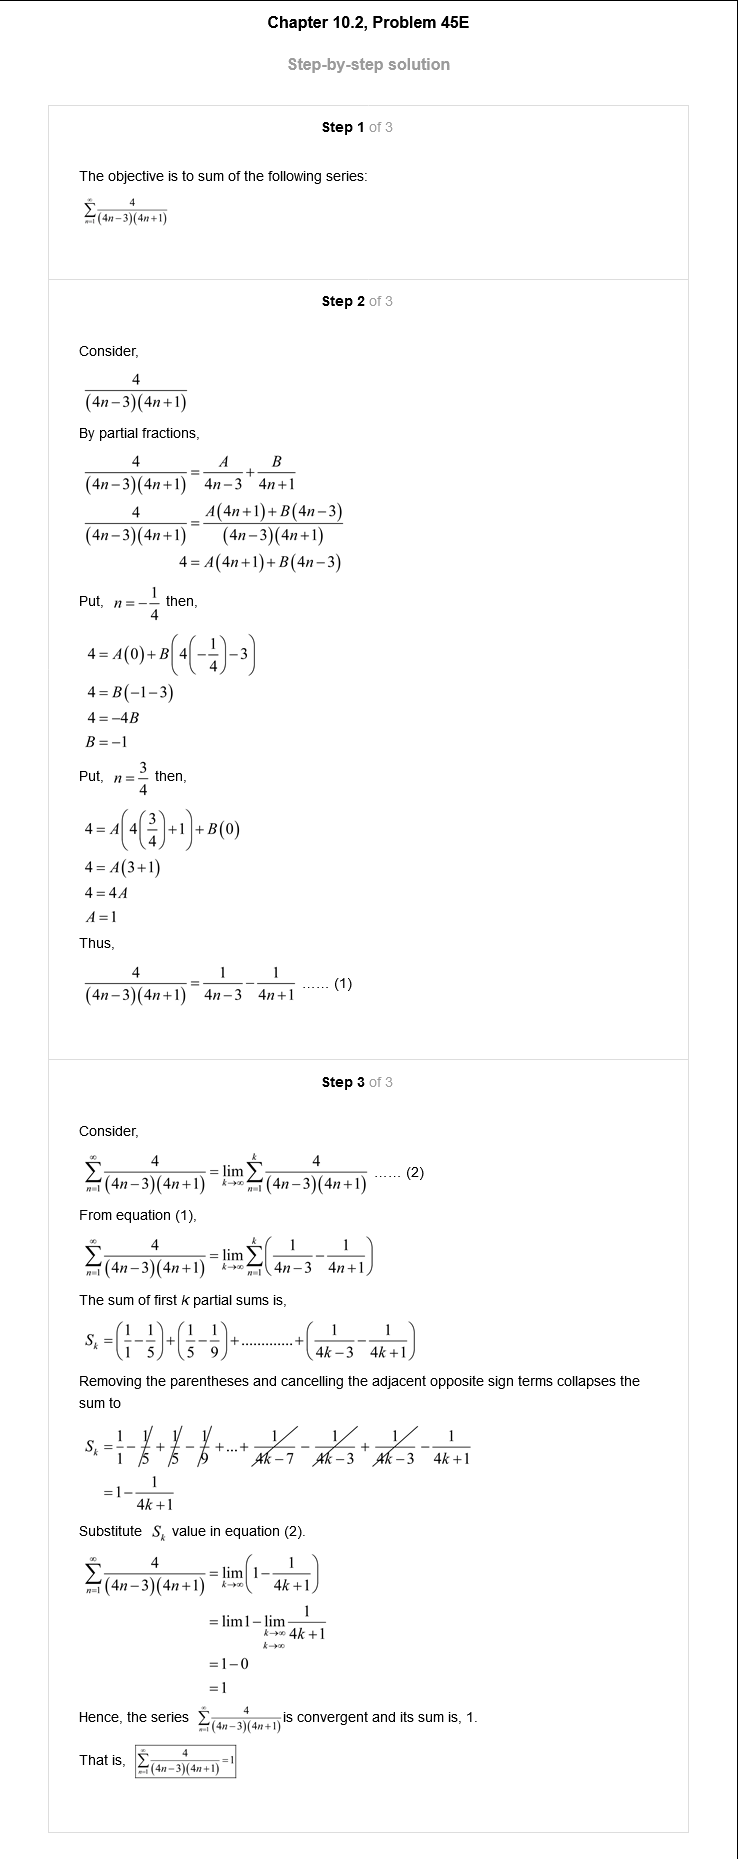 Chapter 10.2, Problem 45E
Step-by-step solution
Step 1 of 3
The objective is to sum of the following series:
$\sum_{n=1}^{\infty} \frac{4}{(4n-3)(4n+1)}$
Step 2 of 3
Consider,
$\frac{4}{(4n-3)(4n+1)}$
By partial fractions,
$\frac{4}{(4n-3)(4n+1)} = \frac{A}{4n-3} + \frac{B}{4n+1}$
$\frac{4}{(4n-3)(4n+1)} = \frac{A(4n+1)+B(4n-3)}{(4n-3)(4n+1)}$
$4 = A(4n+1)+B(4n-3)$
Put, $n = -\frac{1}{4}$ then,
$4 = A(0)+B\left(4\left(-\frac{1}{4}\right)-3\right)$
$4 = B(-1-3)$
$4 = -4B$
$B = -1$
Put, $n = \frac{3}{4}$ then,
$4 = A\left(4\left(\frac{3}{4}\right)+1\right)+B(0)$
$4 = A(3+1)$
$4 = 4A$
$A = 1$
Thus,
$\frac{4}{(4n-3)(4n+1)} = \frac{1}{4n-3} - \frac{1}{4n+1}$ ...... (1)
Step 3 of 3
Consider,
$\sum_{n=1}^{\infty} \frac{4}{(4n-3)(4n+1)} = \lim_{k \to \infty} \sum_{n=1}^{k} \frac{4}{(4n-3)(4n+1)}$ ...... (2)
From equation (1),
$\sum_{n=1}^{\infty} \frac{4}{(4n-3)(4n+1)} = \lim_{k \to \infty} \sum_{n=1}^{k} \left(\frac{1}{4n-3} - \frac{1}{4n+1}\right)$
The sum of first k partial sums is,
$S_k = \left(\frac{1}{1} - \frac{1}{5}\right) + \left(\frac{1}{5} - \frac{1}{9}\right) + ............. + \left(\frac{1}{4k-3} - \frac{1}{4k+1}\right)$
Removing the parentheses and cancelling the adjacent opposite sign terms collapses the
sum to
$S_k = \frac{1}{1} - \frac{1}{5} + \frac{1}{5} - \frac{1}{9} + ... + \frac{1}{4k-7} - \frac{1}{4k-3} + \frac{1}{4k-3} - \frac{1}{4k+1}$
$= 1 - \frac{1}{4k+1}$
Substitute $S_k$ value in equation (2).
$\sum_{n=1}^{\infty} \frac{4}{(4n-3)(4n+1)} = \lim_{k \to \infty} \left(1 - \frac{1}{4k+1}\right)$
$= \lim_{k \to \infty} 1 - \lim_{k \to \infty} \frac{1}{4k+1}$
$= 1 - 0$
$= 1$
Hence, the series $\sum_{n=1}^{\infty} \frac{4}{(4n-3)(4n+1)}$ is convergent and its sum is, 1.
That is, $\sum_{n=1}^{\infty} \frac{4}{(4n-3)(4n+1)} = 1$